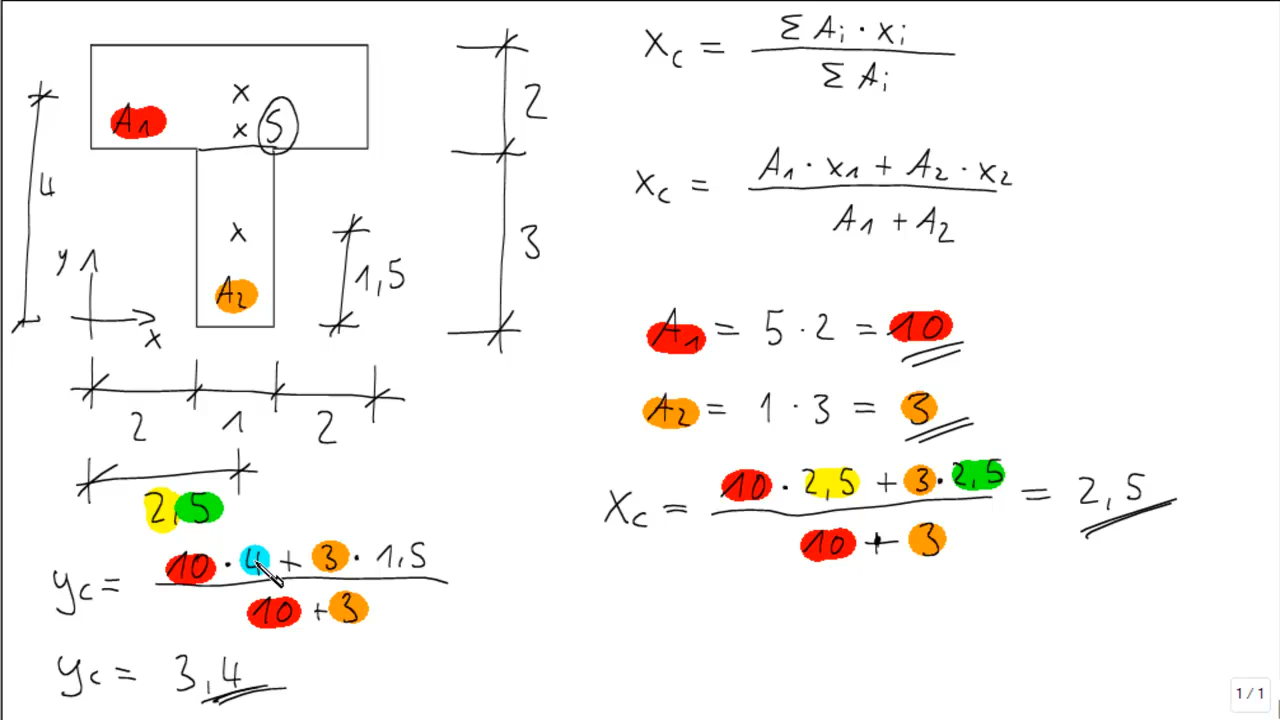 A1
x
x S
x
A2
4
y 1
x
1,5
2
3
2 1 2
2,5
yc = (10 · 4 + 3 · 1,5) / (10 + 3)
yc = 3,4
xc = Σ Ai · xi / Σ Ai
xc = (A1 · x1 + A2 · x2) / (A1 + A2)
A1 = 5 · 2 = 10
A2 = 1 · 3 = 3
xc = (10 · 2,5 + 3 · 2,5) / (10 + 3) = 2,5
1 / 1